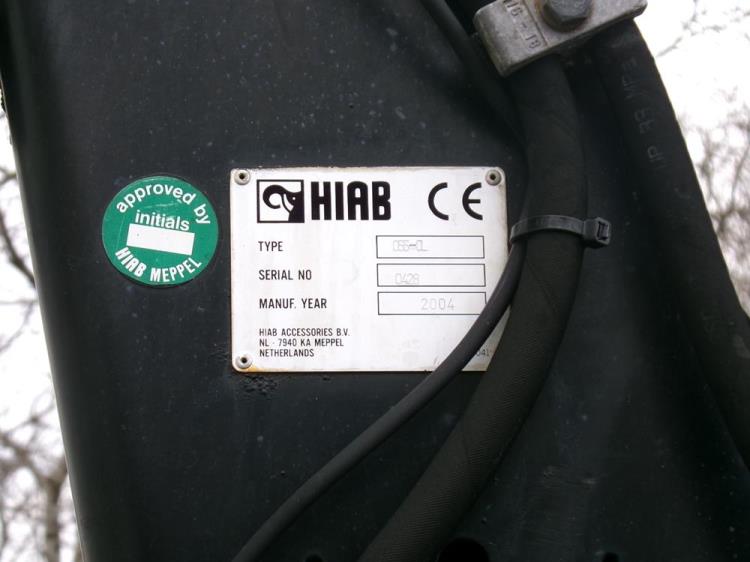 approved by
initials
HIAB MEPPEL
HIAB CE
TYPE
SERIAL NO 0428
MANUF. YEAR 2004
HIAB ACCESSORIES B.V.
NL - 7940 KA MEPPEL
NETHERLANDS